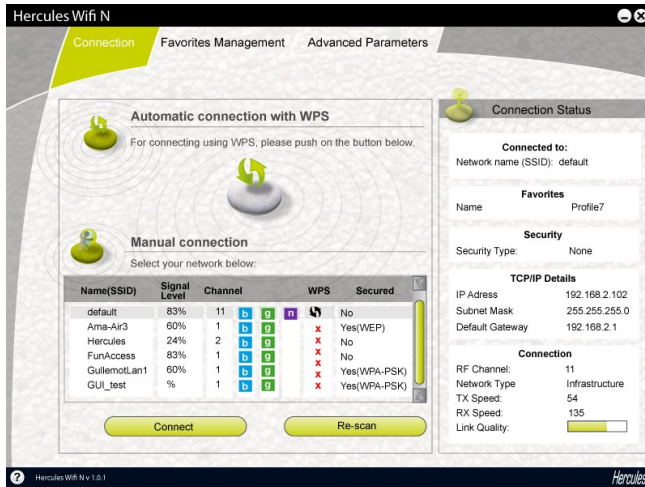 Hercules Wifi N
Connection Favorites Management Advanced Parameters
Automatic connection with WPS
For connecting using WPS, please push on the button below.
Manual connection
Select your network below:
Name(SSID) Signal Level Channel WPS Secured
default 83% 11 b g n No
Ama-Air3 60% 1 b g x Yes(WEP)
Hercules 24% 2 b g x No
FunAccess 83% 1 b g x No
GullemotLan1 60% 1 b g x Yes(WPA-PSK)
GUI_test % 1 b g x Yes(WPA-PSK)
Connect Re-scan
Connection Status
Connected to:
Network name (SSID): default
Favorites
Name Profile7
Security
Security Type: None
TCP/IP Details
IP Adress 192.168.2.102
Subnet Mask 255.255.255.0
Default Gateway 192.168.2.1
Connection
RF Channel: 11
Network Type Infrastructure
TX Speed: 54
RX Speed: 135
Link Quality:
? Hercules Wifi N v 1.0.1 Hercules